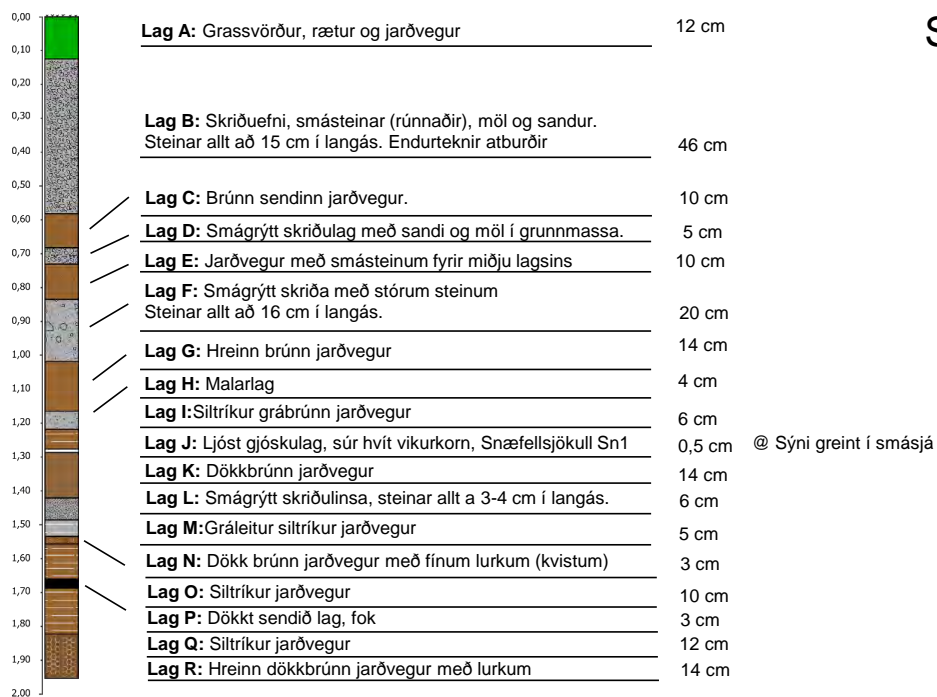 0,00
0,10
0,20
0,30
0,40
0,50
0,60
0,70
0,80
0,90
1,00
1,10
1,20
1,30
1,40
1,50
1,60
1,70
1,80
1,90
2.00
S
Lag A: Grassvörður, rætur og jarðvegur 12 cm
Lag B: Skriðuefni, smásteinar (rúnnaðir), möl og sandur.
Steinar allt að 15 cm í langás. Endurteknir atburðir 46 cm
Lag C: Brúnn sendinn jarðvegur. 10 cm
Lag D: Smágrýtt skriðulag með sandi og möl í grunnmassa. 5 cm
Lag E: Jarðvegur með smásteinum fyrir miðju lagsins 10 cm
Lag F: Smágrýtt skriða með stórum steinum
Steinar allt að 16 cm í langás. 20 cm
Lag G: Hreinn brúnn jarðvegur 14 cm
Lag H: Malarlag 4 cm
Lag I:Siltríkur grábrúnn jarðvegur 6 cm
Lag J: Ljóst gjóskulag, súr hvít vikurkorn, Snæfellsjökull Sn1 0,5 cm @ Sýni greint í smásjá
Lag K: Dökkbrúnn jarðvegur 14 cm
Lag L: Smágrýtt skriðulinsa, steinar allt a 3-4 cm í langás. 6 cm
Lag M:Gráleitur siltríkur jarðvegur 5 cm
Lag N: Dökk brúnn jarðvegur með fínum lurkum (kvistum) 3 cm
Lag O: Siltríkur jarðvegur 10 cm
Lag P: Dökkt sendið lag, fok 3 cm
Lag Q: Siltríkur jarðvegur 12 cm
Lag R: Hreinn dökkbrúnn jarðvegur með lurkum 14 cm